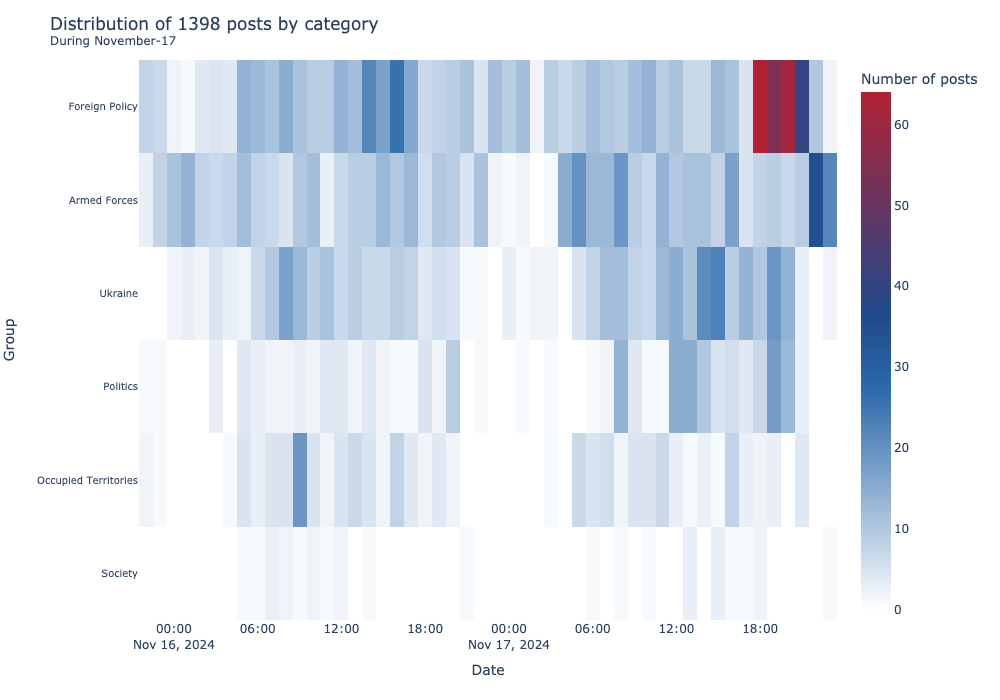 Distribution of 1398 posts by category
During November-17
Number of posts
Foreign Policy
Armed Forces
Ukraine
Politics
Occupied Territories
Society
Group
60
50
40
30
20
10
0
00:00 06:00 12:00 18:00 00:00 06:00 12:00 18:00
Nov 16, 2024 Nov 17, 2024
Date